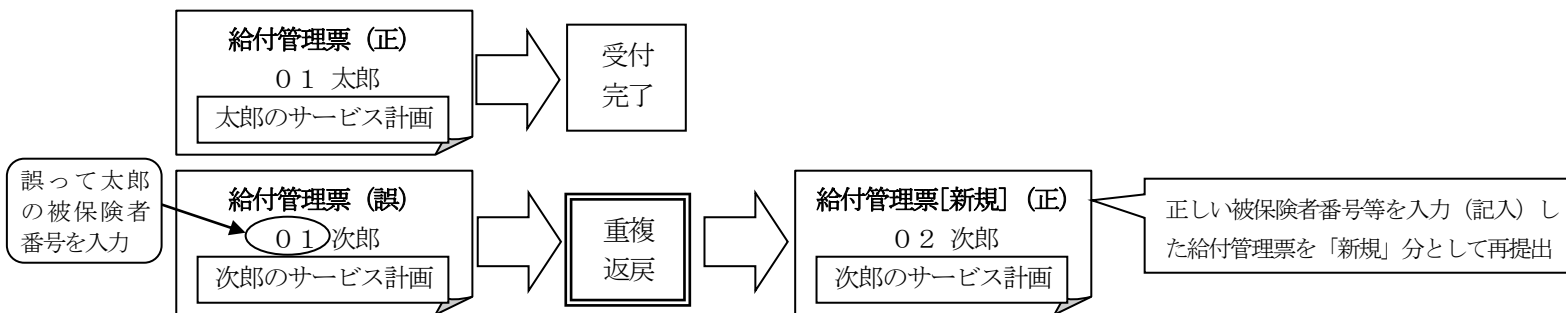 給付管理票（正）
０１ 太郎
太郎のサービス計画
受付
完了
誤って太郎
の被保険者
番号を入力
給付管理票（誤）
０１ 次郎
次郎のサービス計画
重複
返戻
給付管理票[新規]（正）
０２ 次郎
次郎のサービス計画
正しい被保険者番号等を入力（記入）し
た給付管理票を「新規」分として再提出